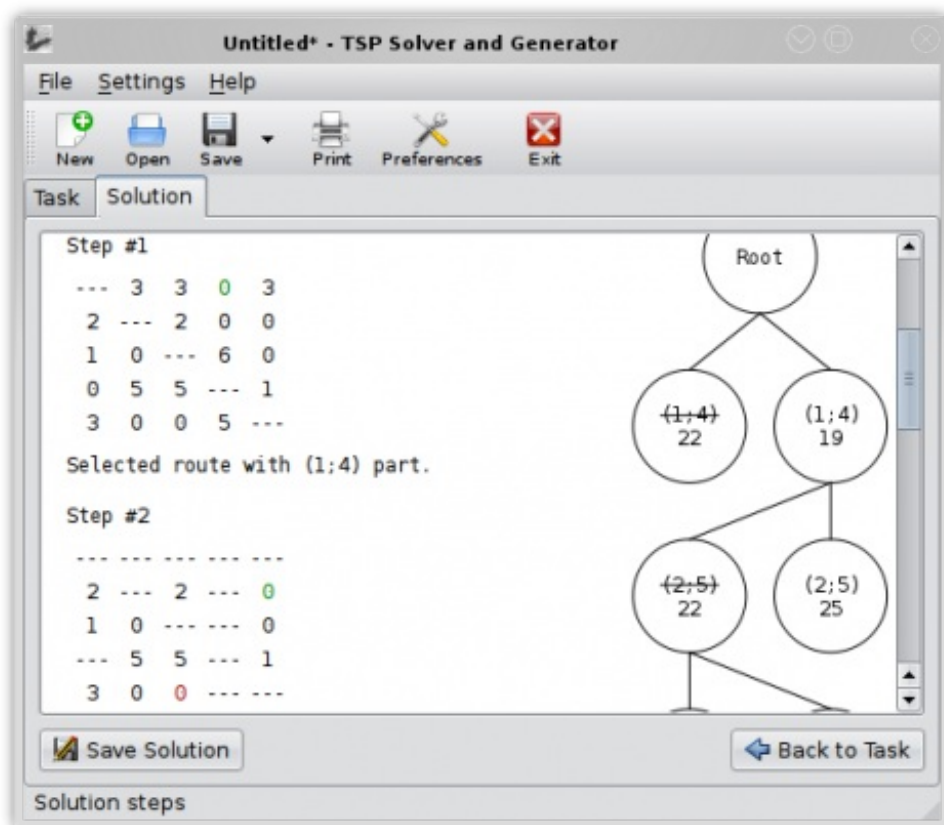 Untitled* - TSP Solver and Generator
File Settings Help
New Open Save Print Preferences Exit
Task Solution
Step #1
--- 3 3 0 3
2 --- 2 0 0
1 0 --- 6 0
0 5 5 --- 1
3 0 0 5 ---
Selected route with (1;4) part.
Step #2
--- --- --- --- ---
2 --- 2 --- 0
1 0 --- --- 0
--- 5 5 --- 1
3 0 0 --- ---
Root
(1;4)
22
(1;4)
19
(2;5)
22
(2;5)
25
Save Solution
Back to Task
Solution steps